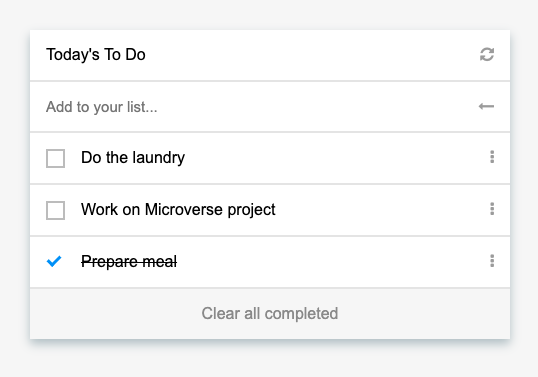 Today's To Do
Add to your list...
Do the laundry
Work on Microverse project
Prepare meal
Clear all completed